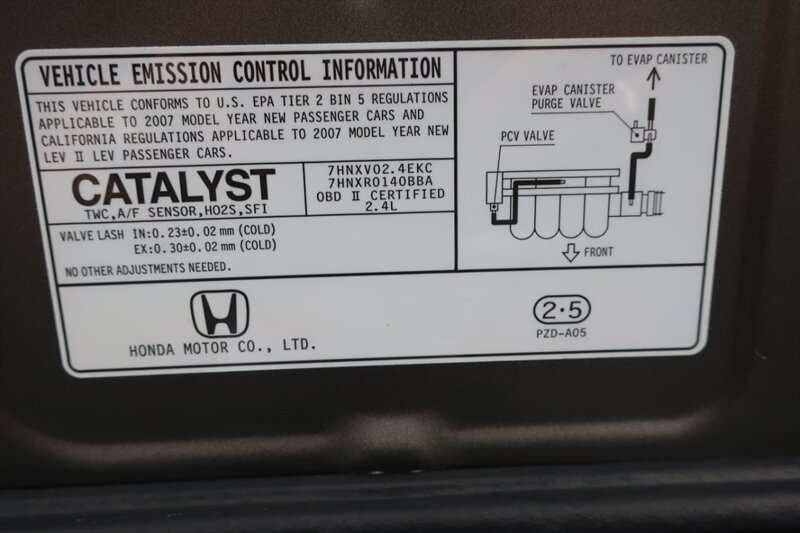 VEHICLE EMISSION CONTROL INFORMATION
THIS VEHICLE CONFORMS TO U.S. EPA TIER 2 BIN 5 REGULATIONS
APPLICABLE TO 2007 MODEL YEAR NEW PASSENGER CARS AND
CALIFORNIA REGULATIONS APPLICABLE TO 2007 MODEL YEAR NEW
LEV II LEV PASSENGER CARS.
CATALYST
TWC,A/F SENSOR,HO2S,SFI
7HNXV02.4EKC
7HNXR0140BBA
OBD II CERTIFIED
2.4L
VALVE LASH IN:0.23±0.02 mm (COLD)
EX:0.30±0.02 mm (COLD)
NO OTHER ADJUSTMENTS NEEDED.
TO EVAP CANISTER
EVAP CANISTER
PURGE VALVE
PCV VALVE
FRONT
HONDA MOTOR CO., LTD.
2·5
PZD-A05